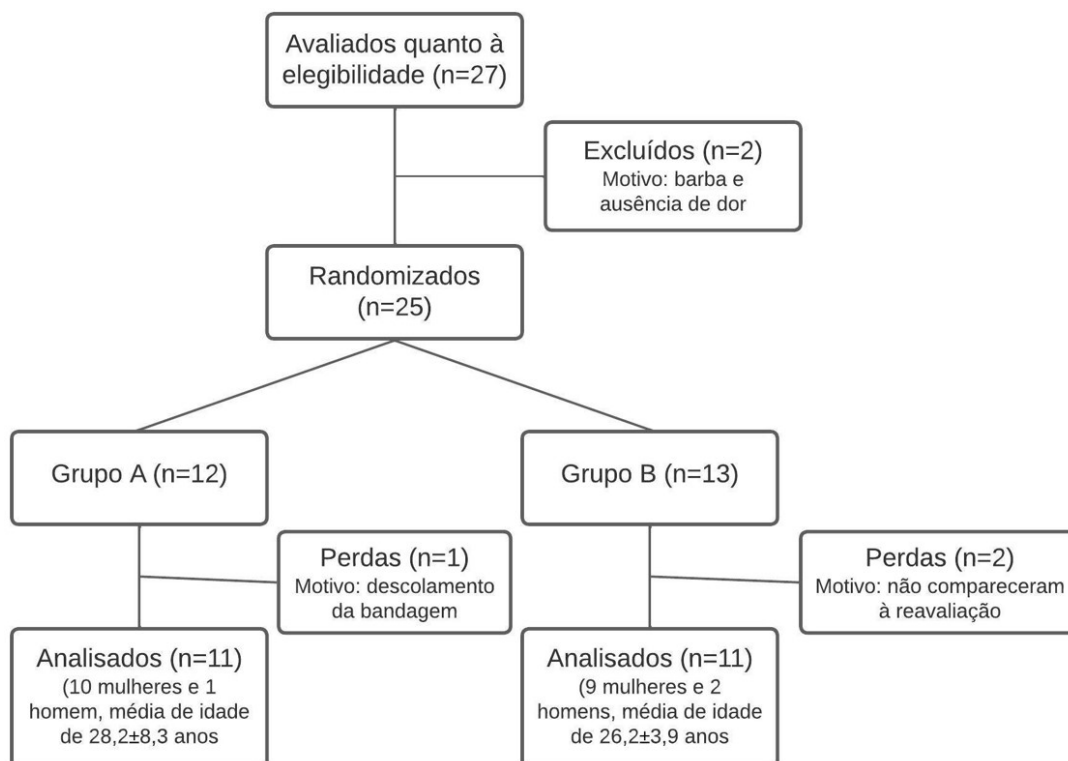 Avaliados quanto à
elegibilidade (n=27)
Excluídos (n=2)
Motivo: barba e
ausência de dor
Randomizados
(n=25)
Grupo A (n=12)
Grupo B (n=13)
Perdas (n=1)
Motivo: descolamento
da bandagem
Perdas (n=2)
Motivo: não compareceram
à reavaliação
Analisados (n=11)
(10 mulheres e 1
homem, média de idade
de 28,2±8,3 anos
Analisados (n=11)
(9 mulheres e 2
homens, média de idade
de 26,2±3,9 anos